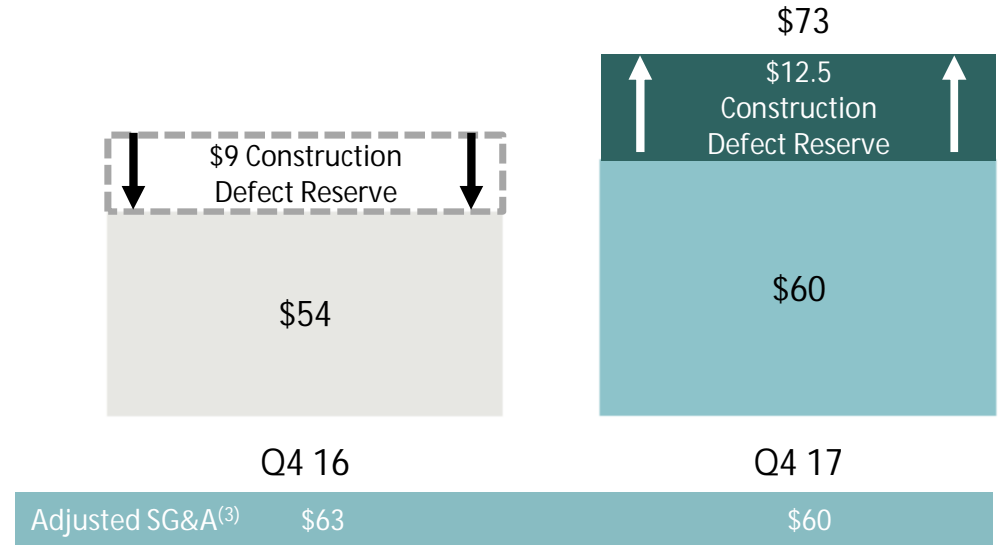 $73
$12.5
Construction
Defect Reserve
$9 Construction
Defect Reserve
$54
$60
Q4 16
Q4 17
Adjusted SG&A(3) $63 $60